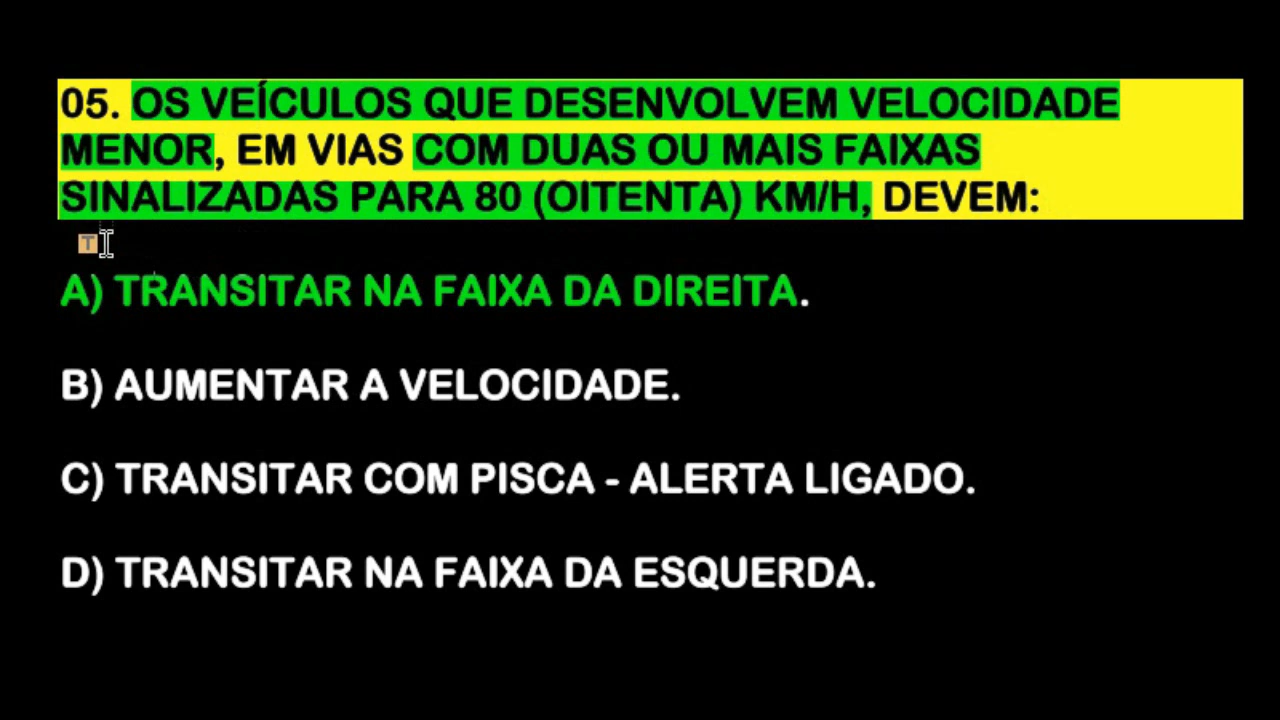 05. OS VEÍCULOS QUE DESENVOLVEM VELOCIDADE
MENOR, EM VIAS COM DUAS OU MAIS FAIXAS
SINALIZADAS PARA 80 (OITENTA) KM/H, DEVEM:
T
A) TRANSITAR NA FAIXA DA DIREITA.
B) AUMENTAR A VELOCIDADE.
C) TRANSITAR COM PISCA - ALERTA LIGADO.
D) TRANSITAR NA FAIXA DA ESQUERDA.